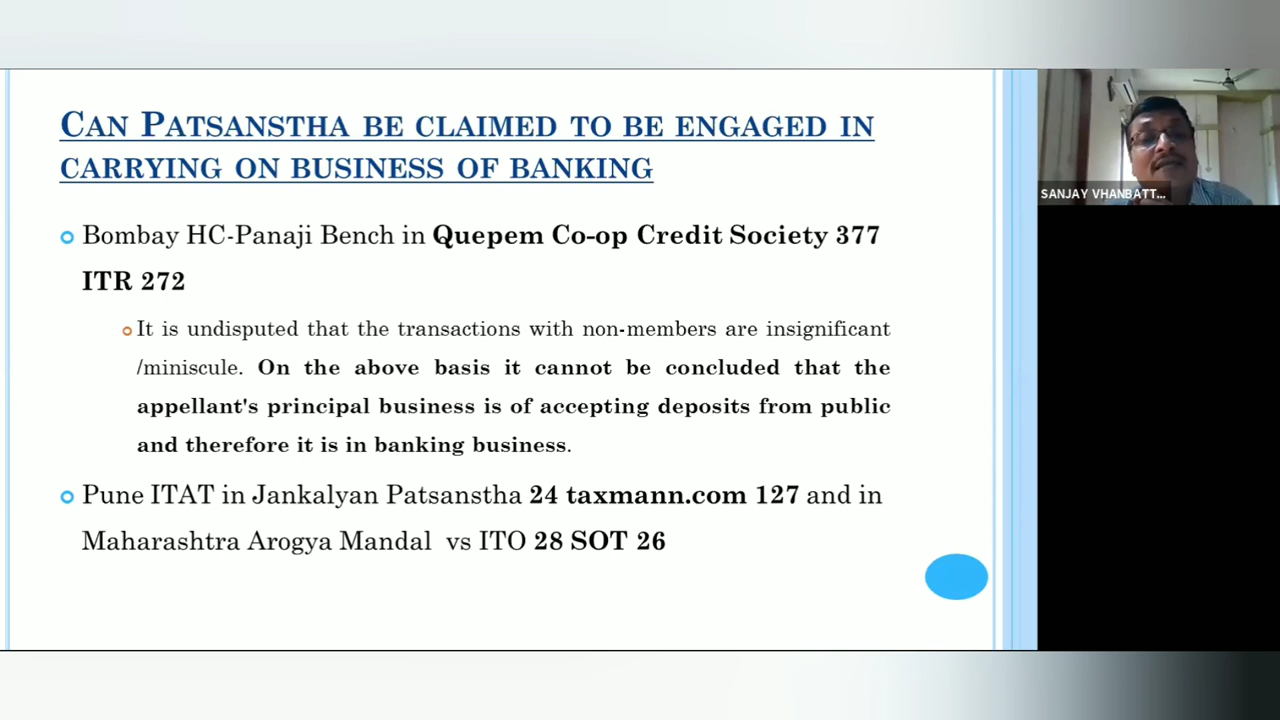 CAN PATSANSTHA BE CLAIMED TO BE ENGAGED IN
CARRYING ON BUSINESS OF BANKING
Bombay HC-Panaji Bench in Quepem Co-op Credit Society 377
ITR 272
It is undisputed that the transactions with non-members are insignificant
/miniscule. On the above basis it cannot be concluded that the
appellant's principal business is of accepting deposits from public
and therefore it is in banking business.
Pune ITAT in Jankalyan Patsanstha 24 taxmann.com 127 and in
Maharashtra Arogya Mandal vs ITO 28 SOT 26
SANJAY VHANBATT...